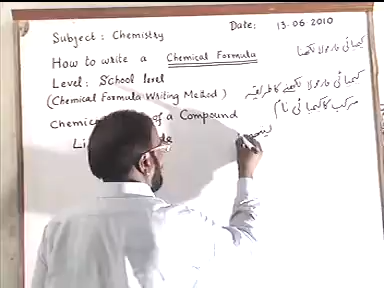 Subject: Chemistry
Date: 13-06 2010
How to write a Chemical Formula
کیمیائی فارمولا لکھنا
Level: School level
(Chemical Formula Writing Method)
کیمیائی فارمولا لکھنے کا طریقہ
of a Compound
مرکب کا کیمیائی نام